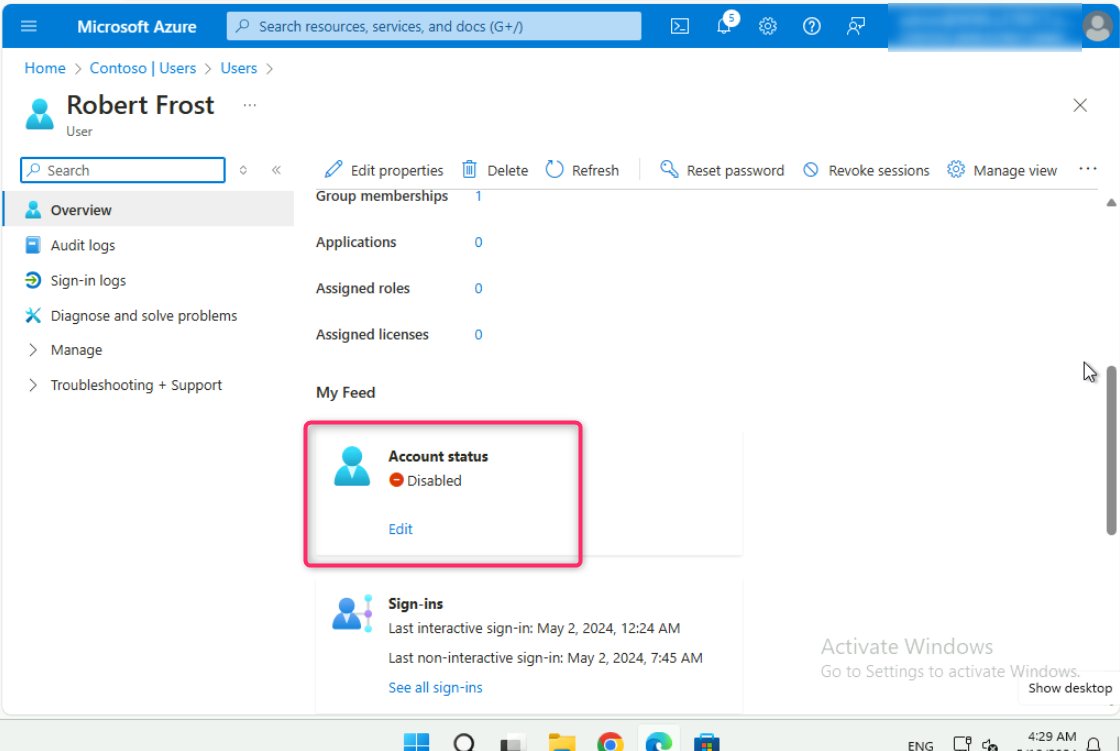 Microsoft Azure
Search resources, services, and docs (G+/)
5
Home > Contoso | Users > Users >
Robert Frost ...
User
Search
Edit properties
Delete
Refresh
Reset password
Revoke sessions
Manage view
Overview
Audit logs
Sign-in logs
Diagnose and solve problems
Manage
Troubleshooting + Support
Group memberships 1
Applications 0
Assigned roles 0
Assigned licenses 0
My Feed
Account status
Disabled
Edit
Sign-ins
Last interactive sign-in: May 2, 2024, 12:24 AM
Last non-interactive sign-in: May 2, 2024, 7:45 AM
See all sign-ins
Activate Windows
Go to Settings to activate Windows.
Show desktop
ENG
4:29 AM